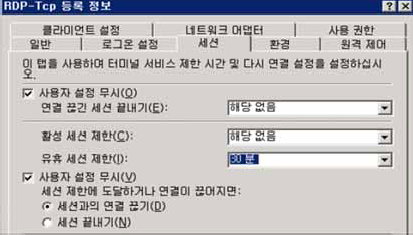 RDP-Tcp 등록 정보
클라이언트 설정 네트워크 어댑터 사용 권한
일반 로그온 설정 세션 환경 원격 제어
이 탭을 사용하여 터미널 서비스 제한 시간 및 다시 연결 설정을 설정하십시
오.
사용자 설정 무시(O)
연결 끊긴 세션 끝내기(E): 해당 없음
활성 세션 제한(C): 해당 없음
유휴 세션 제한(I): 30 분
사용자 설정 무시(V)
세션 제한에 도달하거나 연결이 끊어지면:
세션과의 연결 끊기(D)
세션 끝내기(N)